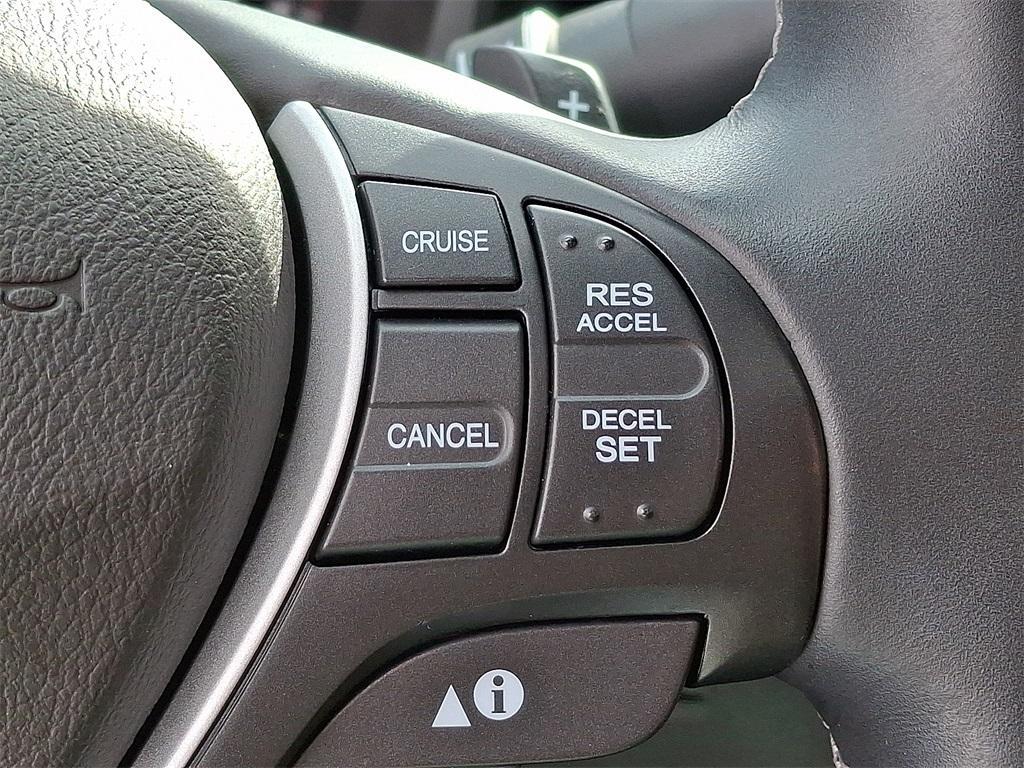 +
CRUISE
RES
ACCEL
DECEL
SET
CANCEL
i